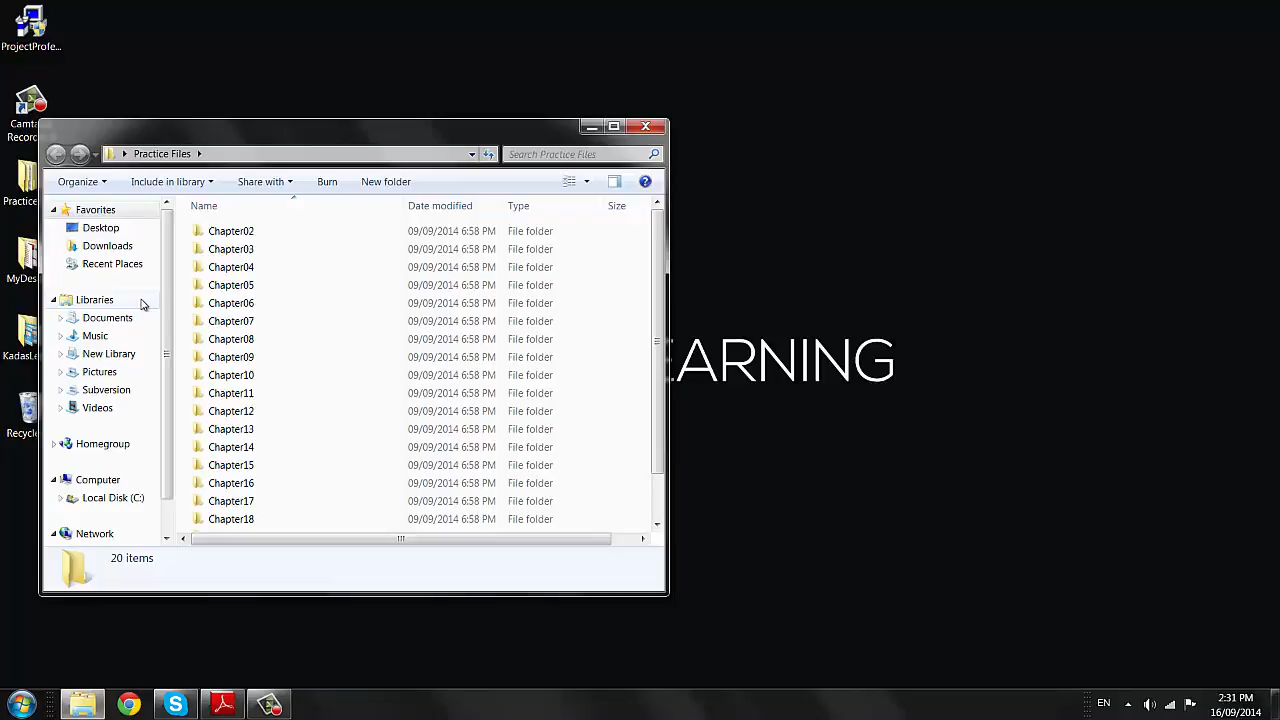 ProjectProfe...
Camta
Recor
Practice
MyDes
KadasLe
Recycl
Practice Files
Search Practice Files
Organize Include in library Share with Burn New folder
Name Date modified Type Size
Favorites
Desktop
Downloads
Recent Places
Libraries
Documents
Music
New Library
Pictures
Subversion
Videos
Homegroup
Computer
Local Disk (C:)
Network
Chapter02 09/09/2014 6:58 PM File folder
Chapter03 09/09/2014 6:58 PM File folder
Chapter04 09/09/2014 6:58 PM File folder
Chapter05 09/09/2014 6:58 PM File folder
Chapter06 09/09/2014 6:58 PM File folder
Chapter07 09/09/2014 6:58 PM File folder
Chapter08 09/09/2014 6:58 PM File folder
Chapter09 09/09/2014 6:58 PM File folder
Chapter10 09/09/2014 6:58 PM File folder
Chapter11 09/09/2014 6:58 PM File folder
Chapter12 09/09/2014 6:58 PM File folder
Chapter13 09/09/2014 6:58 PM File folder
Chapter14 09/09/2014 6:58 PM File folder
Chapter15 09/09/2014 6:58 PM File folder
Chapter16 09/09/2014 6:58 PM File folder
Chapter17 09/09/2014 6:58 PM File folder
Chapter18 09/09/2014 6:58 PM File folder
20 items
EARNING
EN
2:31 PM
16/09/2014